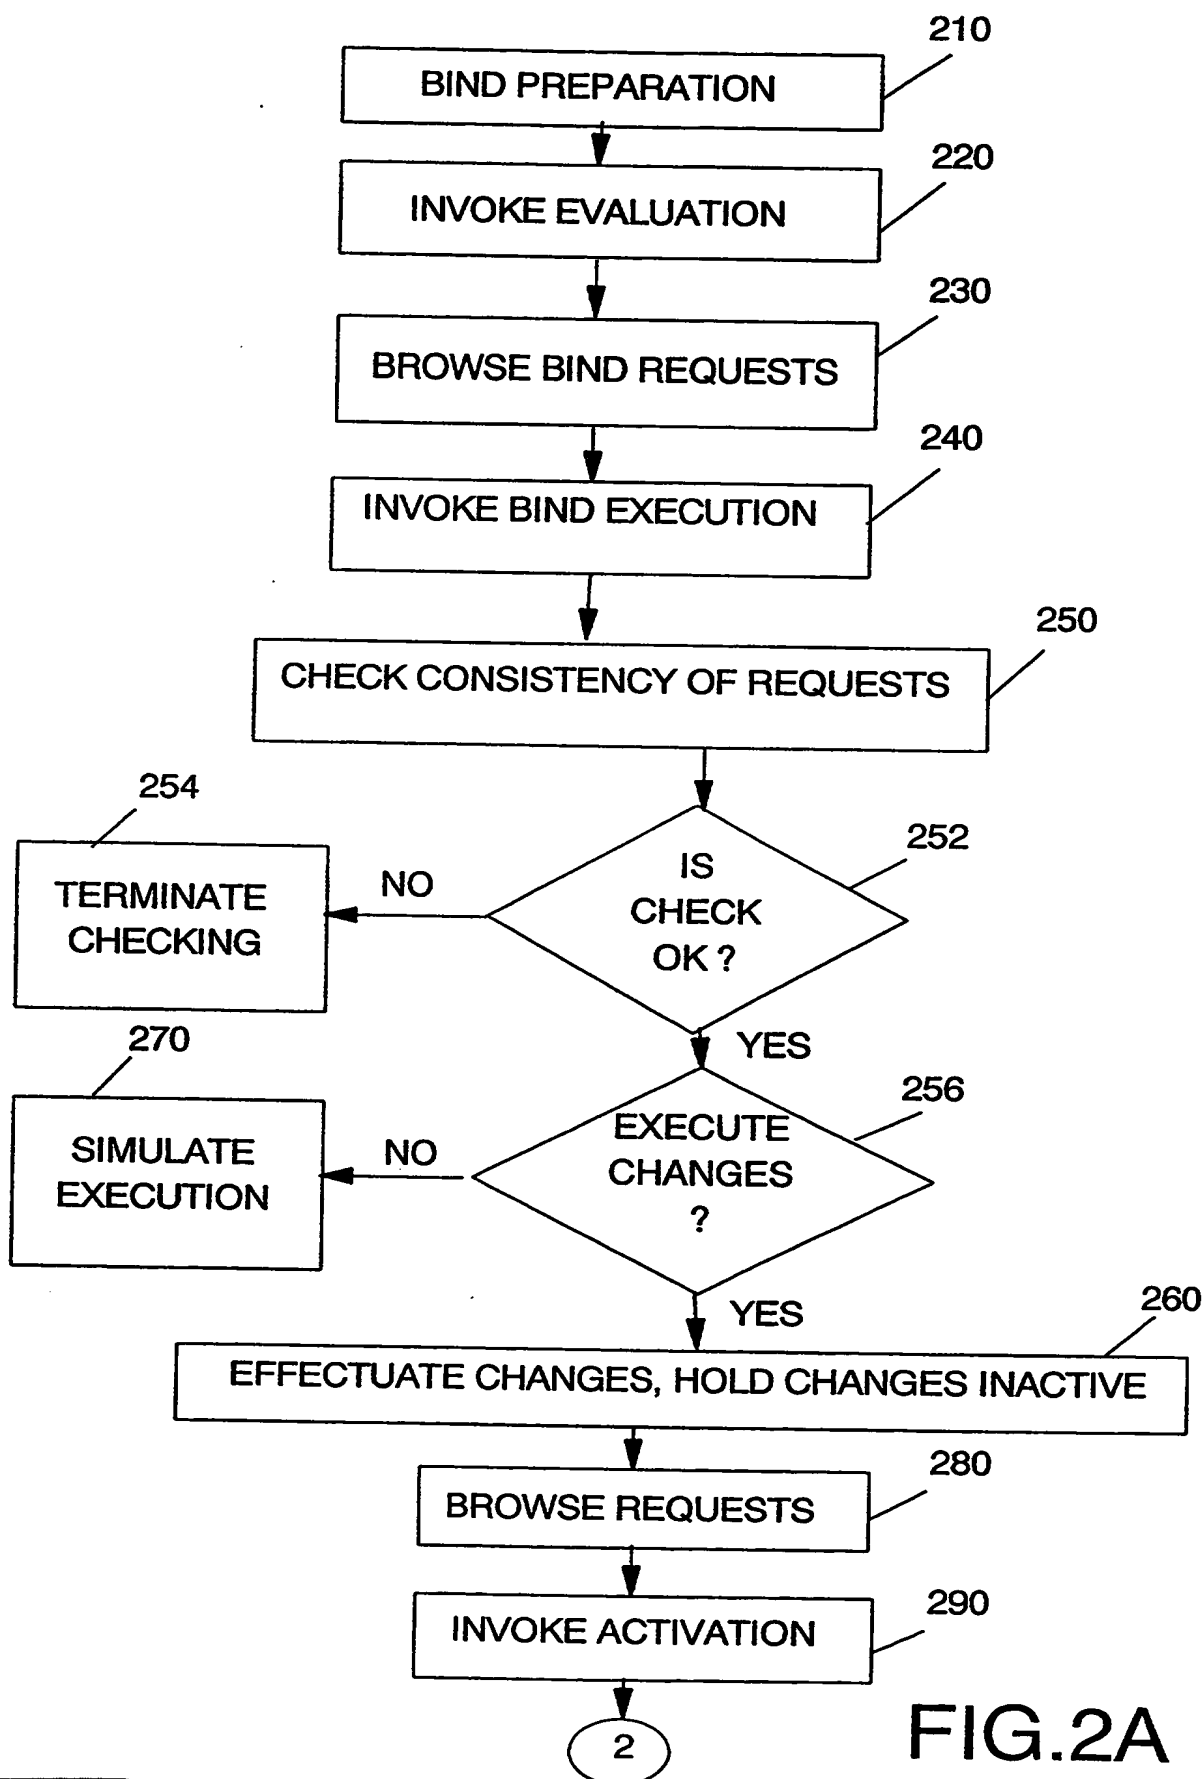 210
BIND PREPARATION
220
INVOKE EVALUATION
230
BROWSE BIND REQUESTS
240
INVOKE BIND EXECUTION
250
CHECK CONSISTENCY OF REQUESTS
254
252
TERMINATE
CHECKING
NO
IS
CHECK
OK ?
YES
270
256
SIMULATE
EXECUTION
NO
EXECUTE
CHANGES
?
YES
260
EFFECTUATE CHANGES, HOLD CHANGES INACTIVE
280
BROWSE REQUESTS
290
INVOKE ACTIVATION
2
FIG.2A